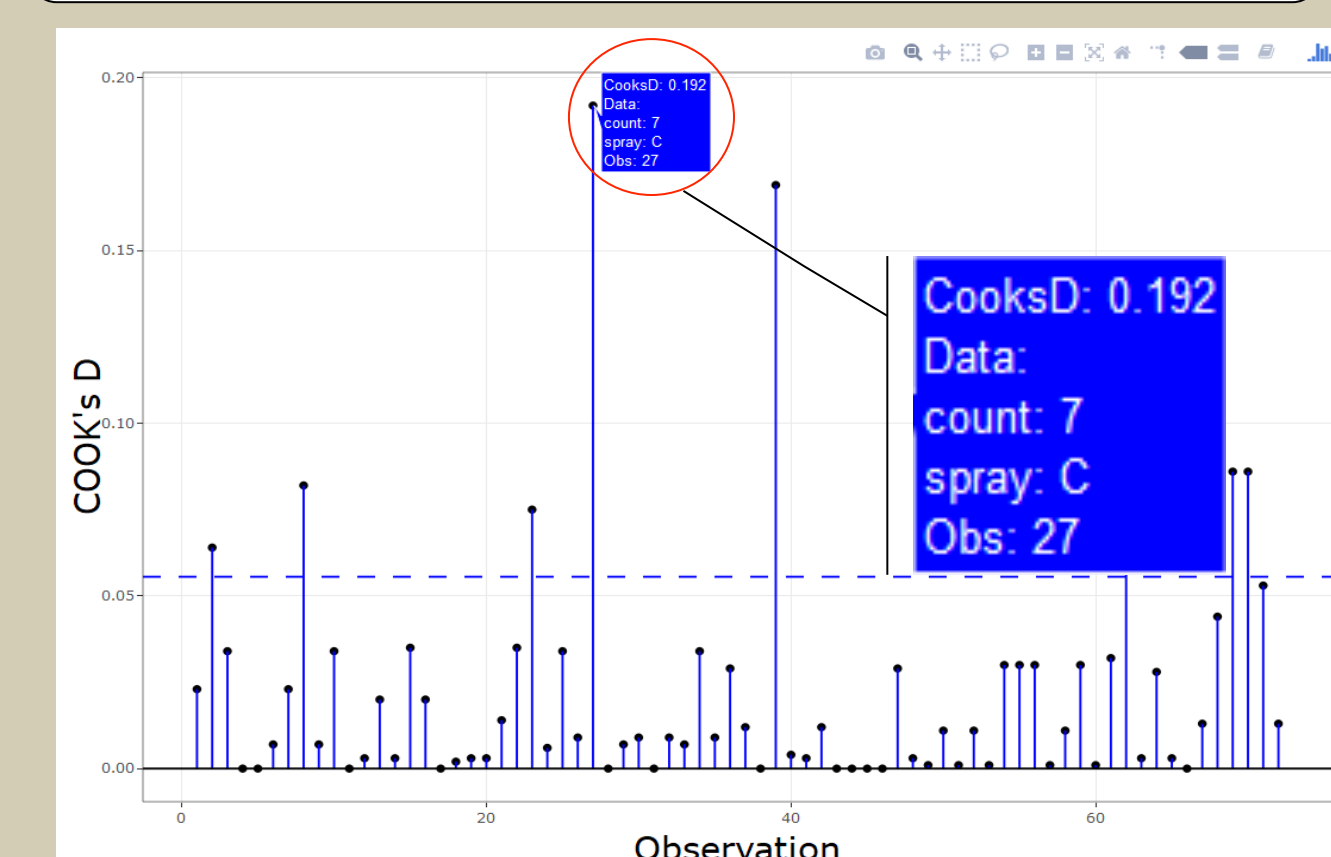 CooksD: 0.192
Data:
count: 7
spray: C
Obs: 27
CooksD: 0.192
Data:
count: 7
spray: C
Obs: 27
COOK's D
0.20
0.15
0.10
0.05
0.00
0
20
40
60
Observation